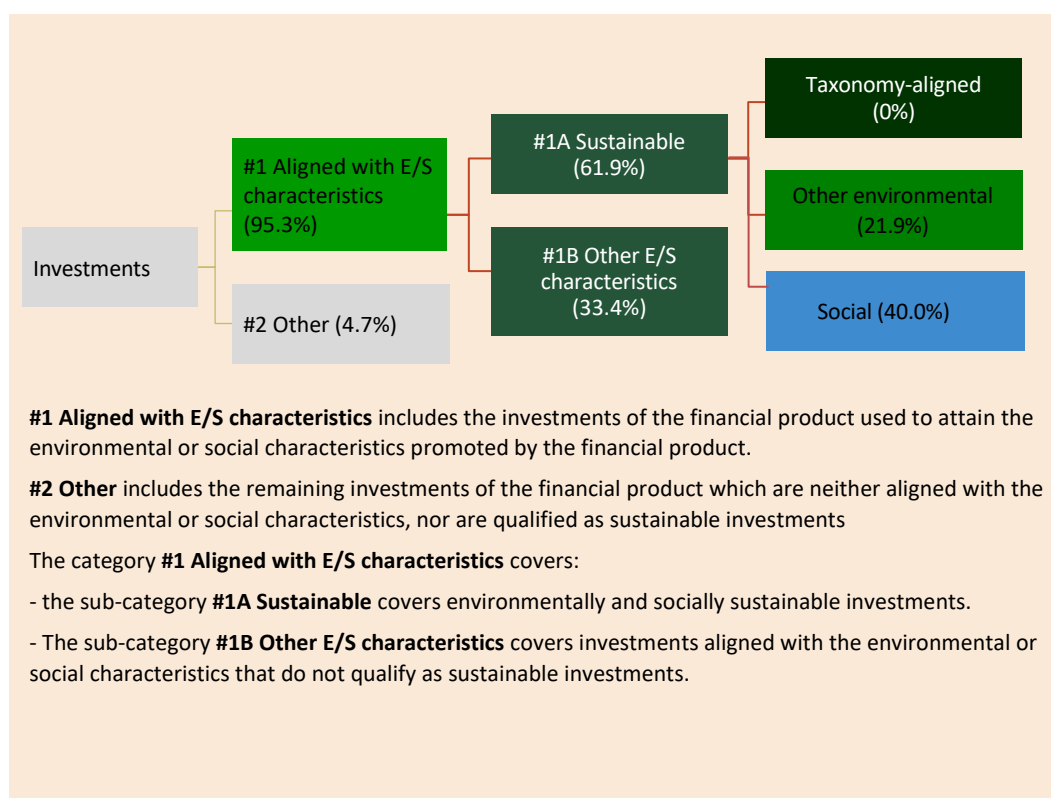 Investments
#1 Aligned with E/S
characteristics
(95.3%)
#2 Other (4.7%)
#1A Sustainable
(61.9%)
#1B Other E/S
characteristics
(33.4%)
Taxonomy-aligned
(0%)
Other environmental
(21.9%)
Social (40.0%)
#1 Aligned with E/S characteristics includes the investments of the financial product used to attain the
environmental or social characteristics promoted by the financial product.
#2 Other includes the remaining investments of the financial product which are neither aligned with the
environmental or social characteristics, nor are qualified as sustainable investments
The category #1 Aligned with E/S characteristics covers:
- the sub-category #1A Sustainable covers environmentally and socially sustainable investments.
- The sub-category #1B Other E/S characteristics covers investments aligned with the environmental or
social characteristics that do not qualify as sustainable investments.